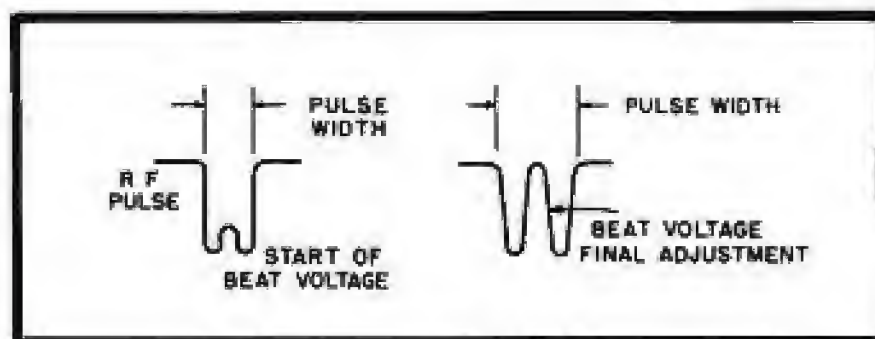 PULSE
WIDTH
R F
PULSE
START OF
BEAT VOLTAGE
PULSE WIDTH
BEAT VOLTAGE
FINAL ADJUSTMENT